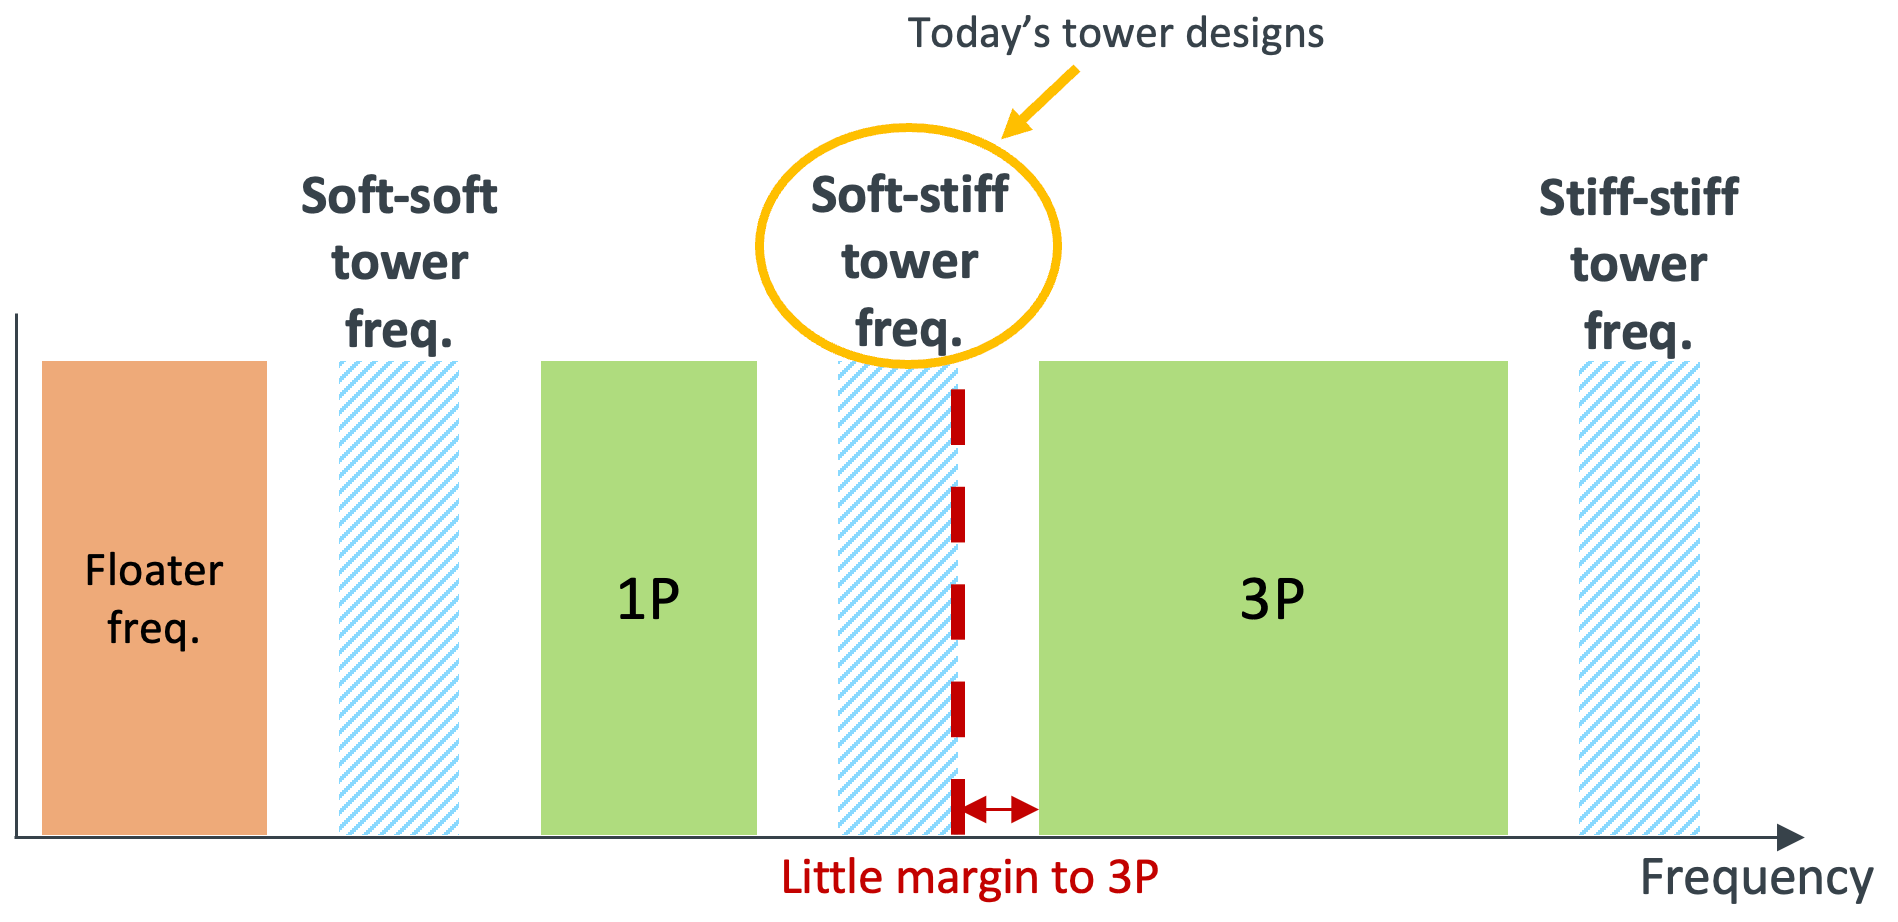 Today’s tower designs
Soft-soft
tower
freq.
Soft-stiff
tower
freq.
Stiff-stiff
tower
freq.
Floater
freq.
1P
3P
Little margin to 3P
Frequency